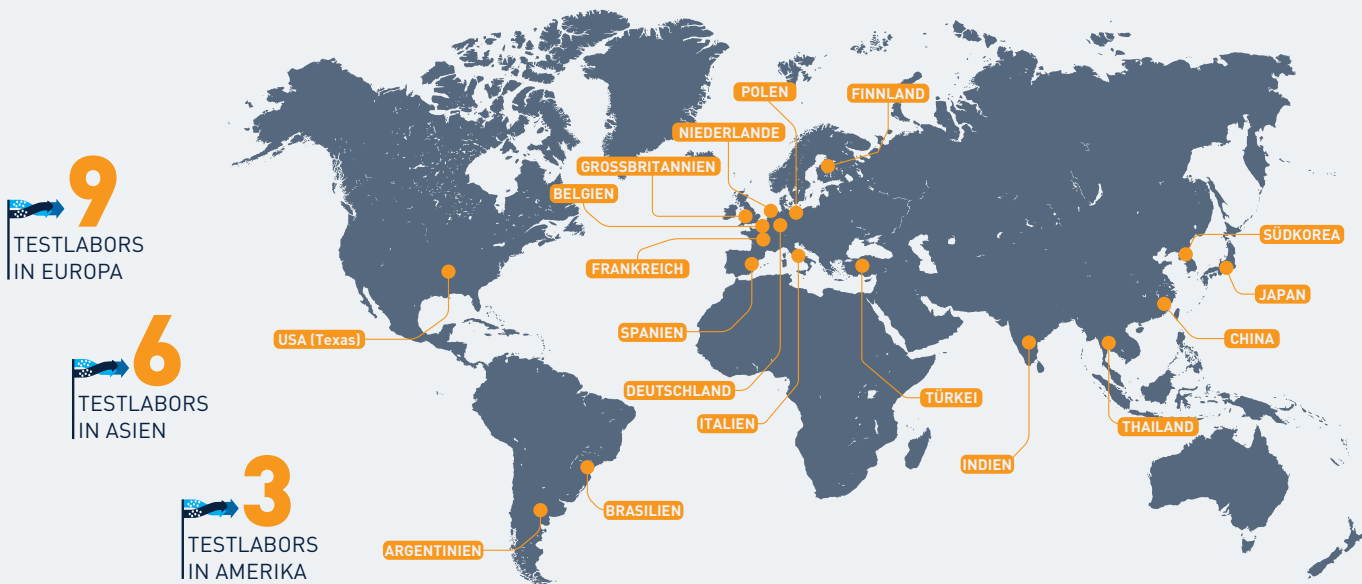 9
TESTLABORS
IN EUROPA
6
TESTLABORS
IN ASIEN
3
TESTLABORS
IN AMERIKA
POLEN
FINNLAND
NIEDERLANDE
GROSSBRITANNIEN
BELGIEN
FRANKREICH
SPANIEN
DEUTSCHLAND
ITALIEN
TÜRKEI
USA (Texas)
BRASILIEN
ARGENTINIEN
SÜDKOREA
JAPAN
CHINA
THAILAND
INDIEN